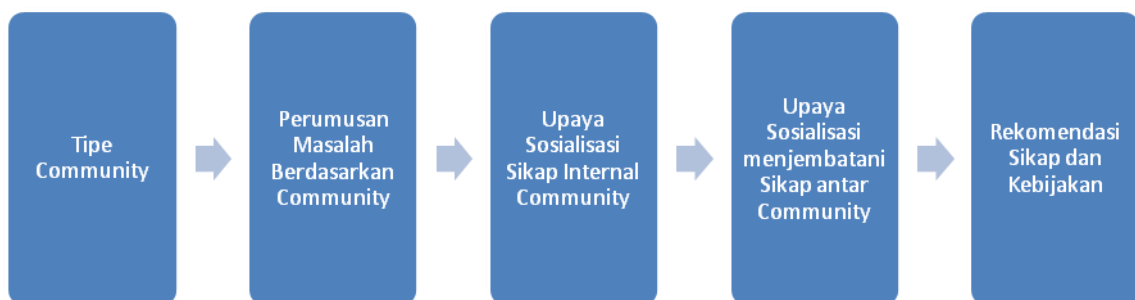 Tipe
Community
Perumusan
Masalah
Berdasarkan
Community
Upaya
Sosialisasi
Sikap Internal
Community
Upaya
Sosialisasi
menjembatani
Sikap antar
Community
Rekomendasi
Sikap dan
Kebijakan